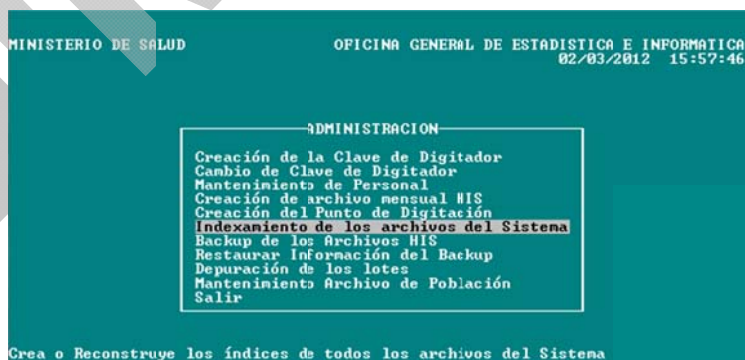 MINISTERIO DE SALUD OFICINA GENERAL DE ESTADISTICA E INFORMATICA
02/03/2012 15:57:46
ADMINISTRACION
Creación de la Clave de Digitador
Cambio de Clave de Digitador
Mantenimiento de Personal
Creación de archivo mensual HIS
Creación del Punto de Digitación
Indexamiento de los archivos del Sistema
Backup de los Archivos HIS
Restaurar Información del Backup
Depuración de los lotes
Mantenimiento Archivo de Población
Salir
Crea o Reconstruye los índices de todos los archivos del Sistema